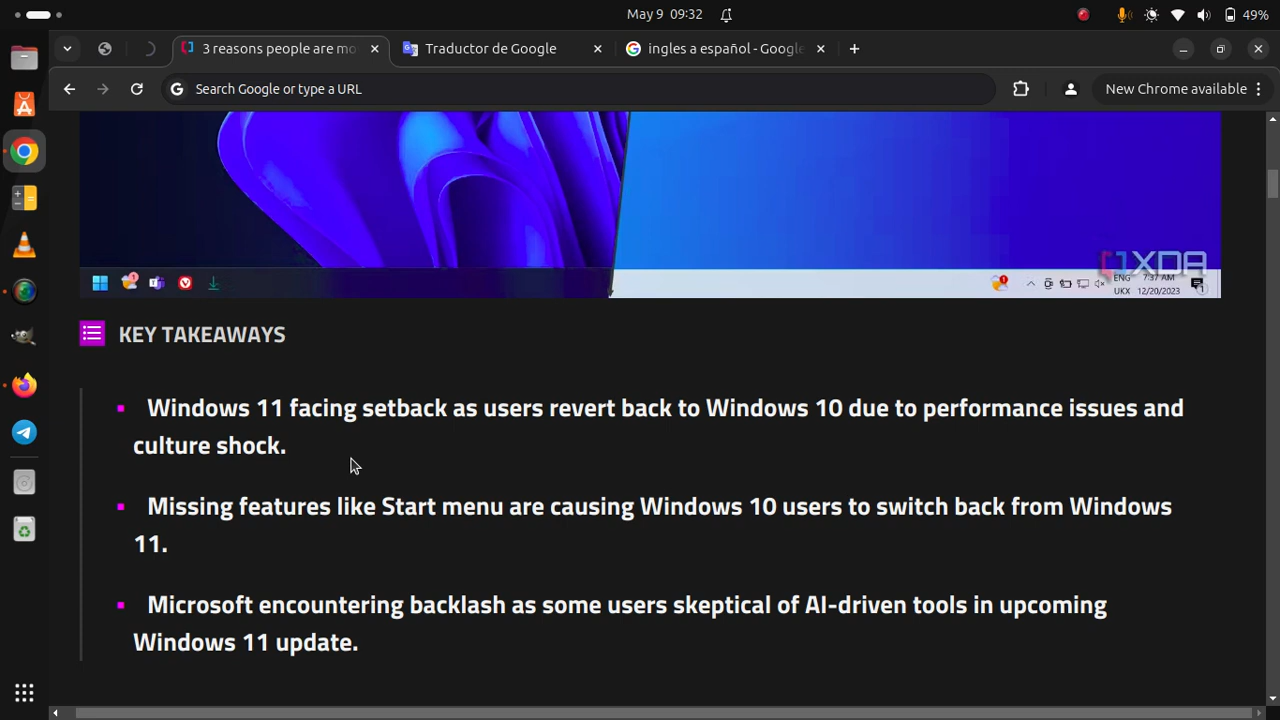 May 9 09:32
49%
3 reasons people are mo
Traductor de Google
ingles a español - Google
Search Google or type a URL
New Chrome available
XDA
ENG
UKX
7:37 AM
12/20/2023
1
KEY TAKEAWAYS
Windows 11 facing setback as users revert back to Windows 10 due to performance issues and
culture shock.
Missing features like Start menu are causing Windows 10 users to switch back from Windows
11.
Microsoft encountering backlash as some users skeptical of AI-driven tools in upcoming
Windows 11 update.